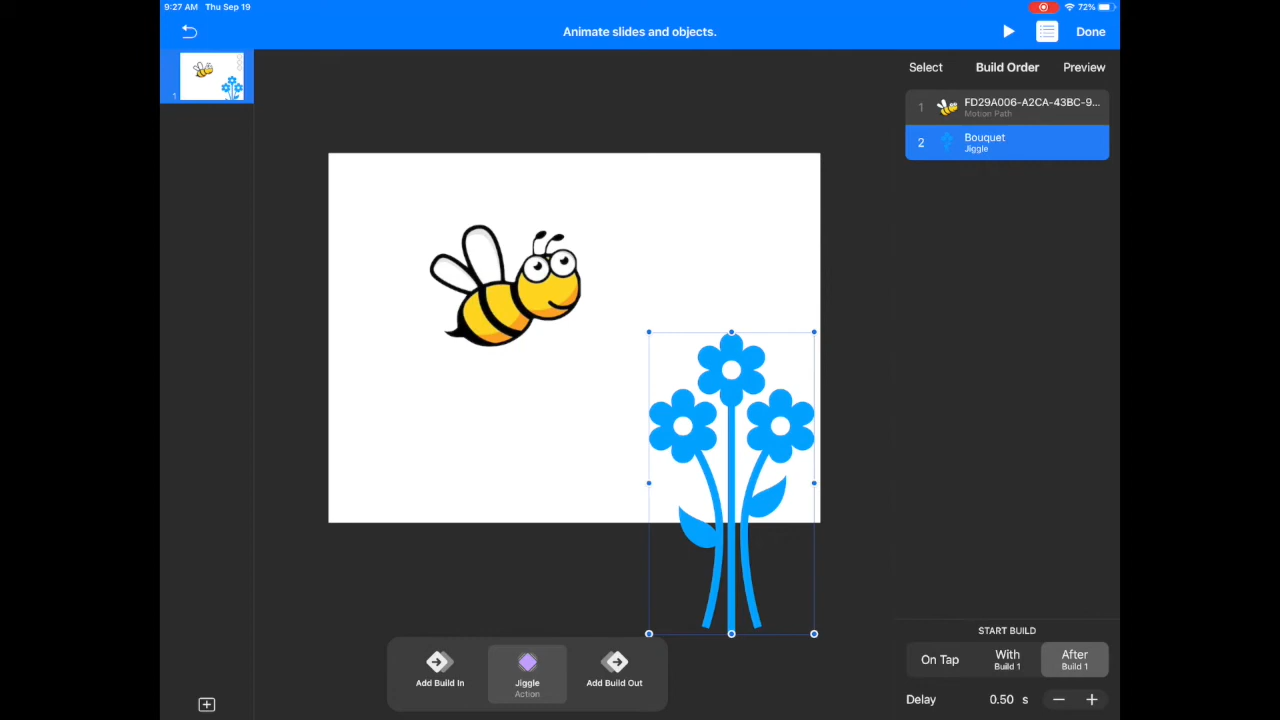 9:27 AM Thu Sep 19
72%
Animate slides and objects.
Done
Select
Build Order
Preview
1
FD29A006-A2CA-43BC-9...
Motion Path
2
Bouquet
Jiggle
1
START BUILD
On Tap
With
Build 1
After
Build 1
Delay
0.50 s
Add Build In
Jiggle
Action
Add Build Out